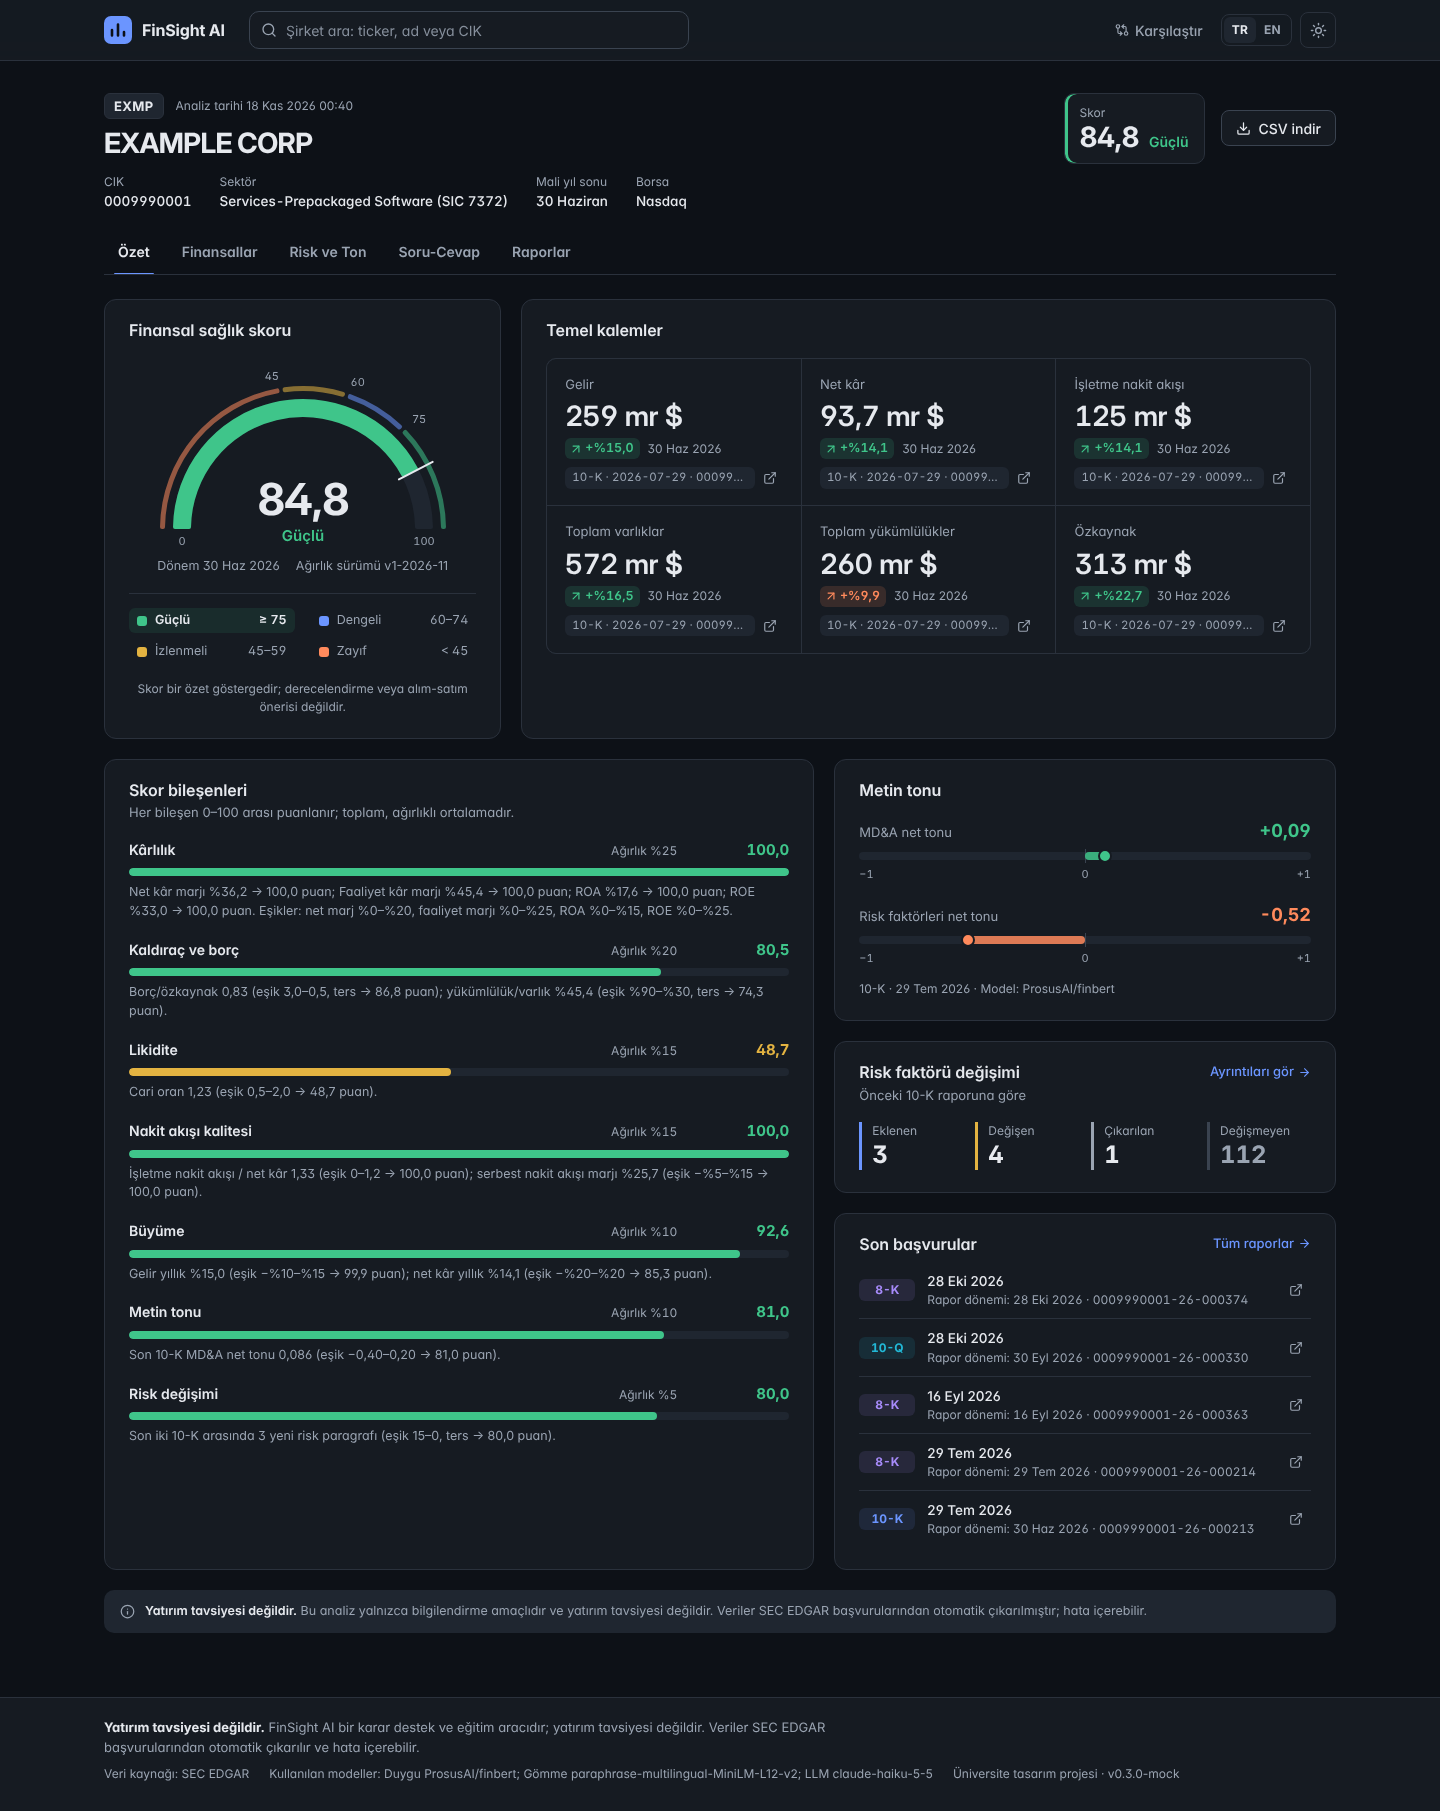 FinSight AI
Şirket ara: ticker, ad veya CIK
Karşılaştır
TR EN
EXMP Analiz tarihi 18 Kas 2026 00:40
EXAMPLE CORP
Skor
84,8 Güçlü
CSV indir
CIK
0009990001
Sektör
Services-Prepackaged Software (SIC 7372)
Mali yıl sonu
30 Haziran
Borsa
Nasdaq
Özet Finansallar Risk ve Ton Soru-Cevap Raporlar
Finansal sağlık skoru
45
60
75
84,8
Güçlü
0
100
Dönem 30 Haz 2026 Ağırlık sürümü v1-2026-11
Güçlü ≥ 75
Dengeli 60–74
İzlenmeli 45–59
Zayıf < 45
Skor bir özet göstergedir; derecelendirme veya alım-satım
önerisi değildir.
Temel kalemler
Gelir
259 mr $
+%15,0 30 Haz 2026
10-K · 2026-07-29 · 00099…
Net kâr
93,7 mr $
+%14,1 30 Haz 2026
10-K · 2026-07-29 · 00099…
İşletme nakit akışı
125 mr $
+%14,1 30 Haz 2026
10-K · 2026-07-29 · 00099…
Toplam varlıklar
572 mr $
+%16,5 30 Haz 2026
10-K · 2026-07-29 · 00099…
Toplam yükümlülükler
260 mr $
+%9,9 30 Haz 2026
10-K · 2026-07-29 · 00099…
Özkaynak
313 mr $
+%22,7 30 Haz 2026
10-K · 2026-07-29 · 00099…
Skor bileşenleri
Her bileşen 0–100 arası puanlanır; toplam, ağırlıklı ortalamadır.
Kârlılık Ağırlık %25 100,0
Net kâr marjı %36,2 → 100,0 puan; Faaliyet kâr marjı %45,4 → 100,0 puan; ROA %17,6 → 100,0 puan; ROE
%33,0 → 100,0 puan. Eşikler: net marj %0–%20, faaliyet marjı %0–%25, ROA %0–%15, ROE %0–%25.
Kaldıraç ve borç Ağırlık %20 80,5
Borç/özkaynak 0,83 (eşik 3,0–0,5, ters → 86,8 puan); yükümlülük/varlık %45,4 (eşik %90–%30, ters → 74,3
puan).
Likidite Ağırlık %15 48,7
Cari oran 1,23 (eşik 0,5–2,0 → 48,7 puan).
Nakit akışı kalitesi Ağırlık %15 100,0
İşletme nakit akışı / net kâr 1,33 (eşik 0–1,2 → 100,0 puan); serbest nakit akışı marjı %25,7 (eşik −%5–%15 →
100,0 puan).
Büyüme Ağırlık %10 92,6
Gelir yıllık %15,0 (eşik −%10–%15 → 99,9 puan); net kâr yıllık %14,1 (eşik −%20–%20 → 85,3 puan).
Metin tonu Ağırlık %10 81,0
Son 10-K MD&A net tonu 0,086 (eşik −0,40–0,20 → 81,0 puan).
Risk değişimi Ağırlık %5 80,0
Son iki 10-K arasında 3 yeni risk paragrafı (eşik 15–0, ters → 80,0 puan).
Metin tonu
MD&A net tonu +0,09
−1 0 +1
Risk faktörleri net tonu -0,52
−1 0 +1
10-K · 29 Tem 2026 · Model: ProsusAI/finbert
Risk faktörü değişimi Ayrıntıları gör →
Önceki 10-K raporuna göre
Eklenen
3
Değişen
4
Çıkarılan
1
Değişmeyen
112
Son başvurular Tüm raporlar →
8-K 28 Eki 2026
Rapor dönemi: 28 Eki 2026 · 0009990001-26-000374
10-Q 28 Eki 2026
Rapor dönemi: 30 Eyl 2026 · 0009990001-26-000330
8-K 16 Eyl 2026
Rapor dönemi: 16 Eyl 2026 · 0009990001-26-000363
8-K 29 Tem 2026
Rapor dönemi: 29 Tem 2026 · 0009990001-26-000214
10-K 29 Tem 2026
Rapor dönemi: 30 Haz 2026 · 0009990001-26-000213
Yatırım tavsiyesi değildir. Bu analiz yalnızca bilgilendirme amaçlıdır ve yatırım tavsiyesi değildir. Veriler SEC EDGAR başvurularından otomatik çıkarılmıştır; hata içerebilir.
Yatırım tavsiyesi değildir. FinSight AI bir karar destek ve eğitim aracıdır; yatırım tavsiyesi değildir. Veriler SEC EDGAR
başvurularından otomatik çıkarılır ve hata içerebilir.
Veri kaynağı: SEC EDGAR Kullanılan modeller: Duygu ProsusAI/finbert; Gömme paraphrase-multilingual-MiniLM-L12-v2; LLM claude-haiku-5-5 Üniversite tasarım projesi · v0.3.0-mock